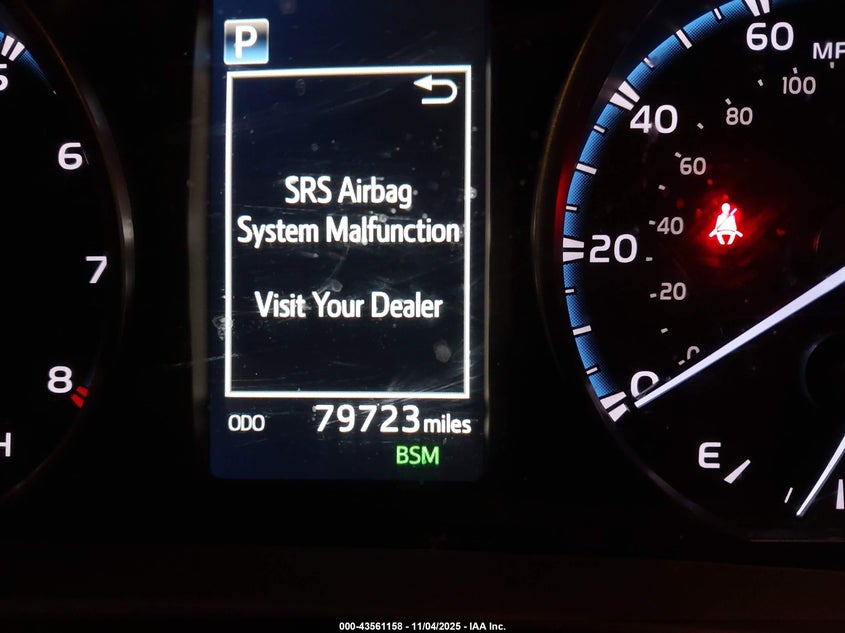 P
SRS Airbag
System Malfunction
Visit Your Dealer
ODO 79723 miles
BSM
6
7
8
H
60
40
20
0
100
80
60
40
20
0
E
000-43561158 - 11/04/2025 - IAA Inc.